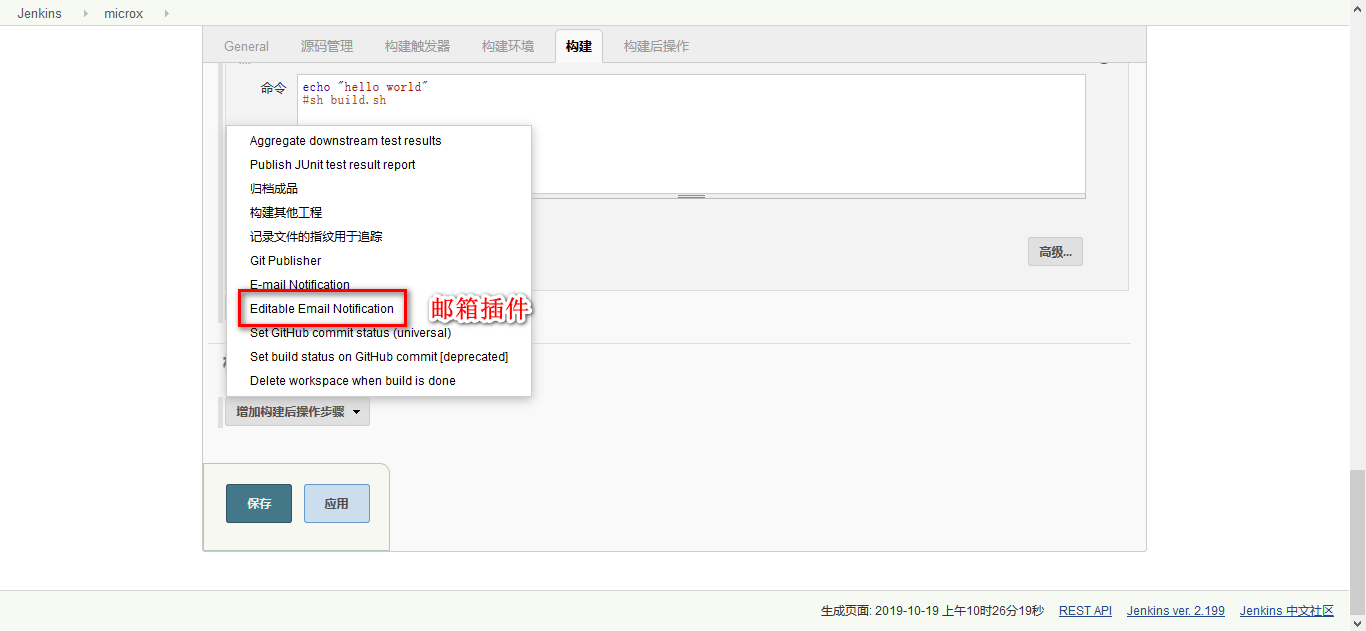 Jenkins microx
General 源码管理 构建触发器 构建环境 构建 构建后操作
命令 echo "hello world"
#sh build.sh
Aggregate downstream test results
Publish JUnit test result report
归档成品
构建其他工程
记录文件的指纹用于追踪
Git Publisher
高级...
E-mail Notification
Editable Email Notification 邮箱插件
Set GitHub commit status (universal)
Set build status on GitHub commit [deprecated]
Delete workspace when build is done
增加构建后操作步骤
保存 应用
生成页面: 2019-10-19 上午10时26分19秒 REST API Jenkins ver. 2.199 Jenkins 中文社区